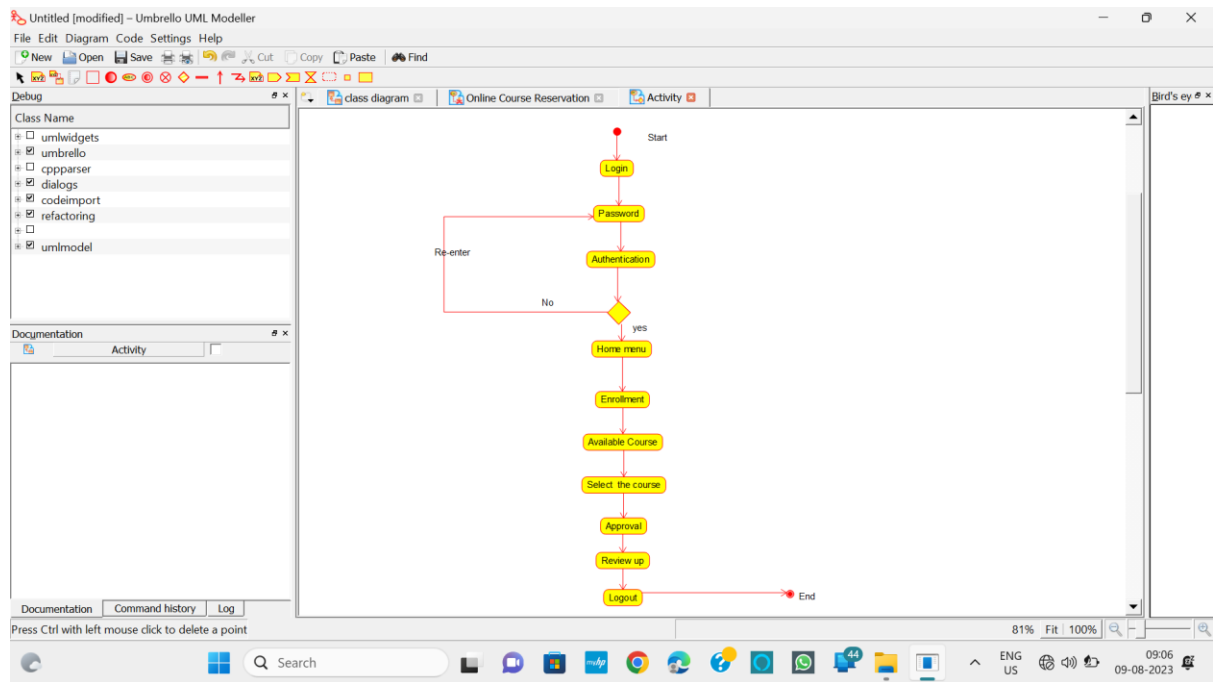 Untitled [modified] – Umbrello UML Modeller
File Edit Diagram Code Settings Help
New Open Save Cut Copy Paste Find
Debug
class diagram Online Course Reservation Activity
Bird's ey
Class Name
umlwidgets
umbrello
cppparser
dialogs
codeimport
refactoring
umlmodel
Documentation
Activity
Start
Login
Password
Re-enter
Authentication
No
yes
Home menu
Enrollment
Available Course
Select the course
Approval
Review up
Logout
End
Documentation Command history Log
Press Ctrl with left mouse click to delete a point
81% Fit 100%
Search
myhp
44
ENG
US
09:06
09-08-2023